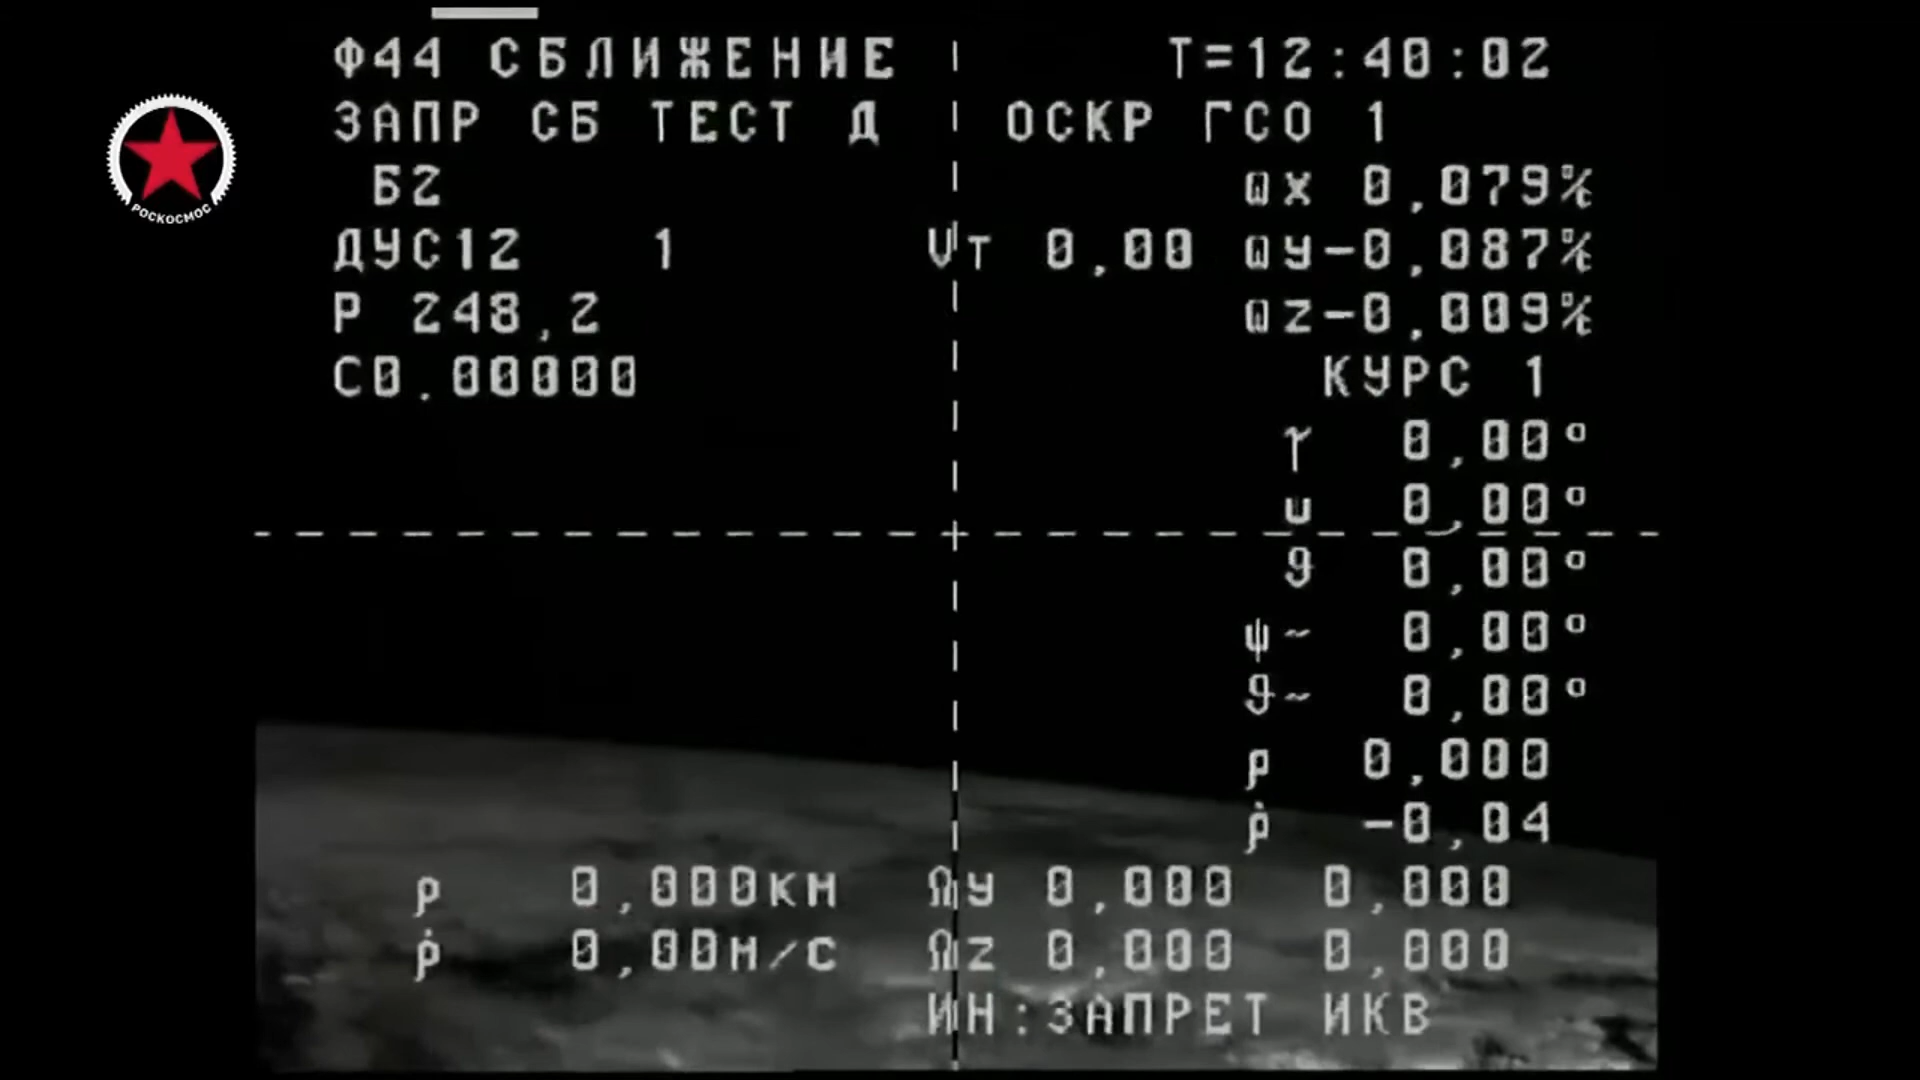 Ф44 СБЛИЖЕНИЕ T=12:40:02
ЗАПР СБ ТЕСТ Д ОСКР ГСО 1
Б2 ωx 0,079°/с
ДУС12 1 VT 0,00 ωy-0,087°/с
P 248,2 ωz-0,009°/с
C0.00000 КУРС 1
γ 0,00°
ψ 0,00°
ϑ 0,00°
ψ~ 0,00°
ϑ~ 0,00°
ρ 0,000
ρ̇ -0,04
ρ 0,000км Ωy 0,000 0,000
ρ̇ 0,00м/с Ωz 0,000 0,000
ИН:ЗАПРЕТ ИКВ
РОСКОСМОС